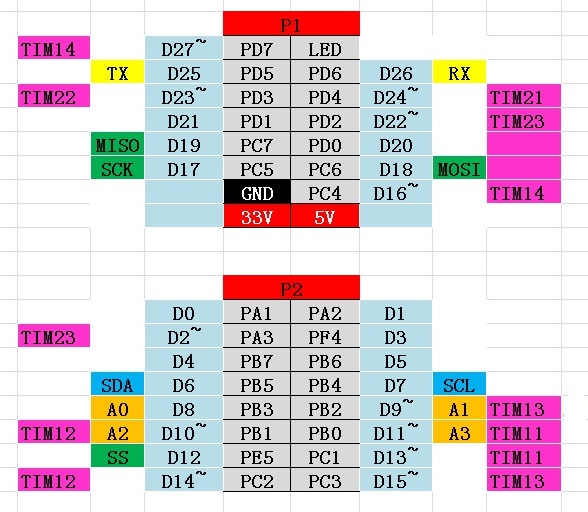 P1
TIM14 D27~ PD7 LED
TX D25 PD5 PD6 D26 RX
TIM22 D23~ PD3 PD4 D24~ TIM21
D21 PD1 PD2 D22~ TIM23
MISO D19 PC7 PD0 D20
SCK D17 PC5 PC6 D18 MOSI
GND PC4 D16~ TIM14
33V 5V
P2
D0 PA1 PA2 D1
TIM23 D2~ PA3 PF4 D3
D4 PB7 PB6 D5
SDA D6 PB5 PB4 D7 SCL
A0 D8 PB3 PB2 D9~ A1 TIM13
TIM12 A2 D10~ PB1 PB0 D11~ A3 TIM11
SS D12 PE5 PC1 D13~ TIM11
TIM12 D14~ PC2 PC3 D15~ TIM13